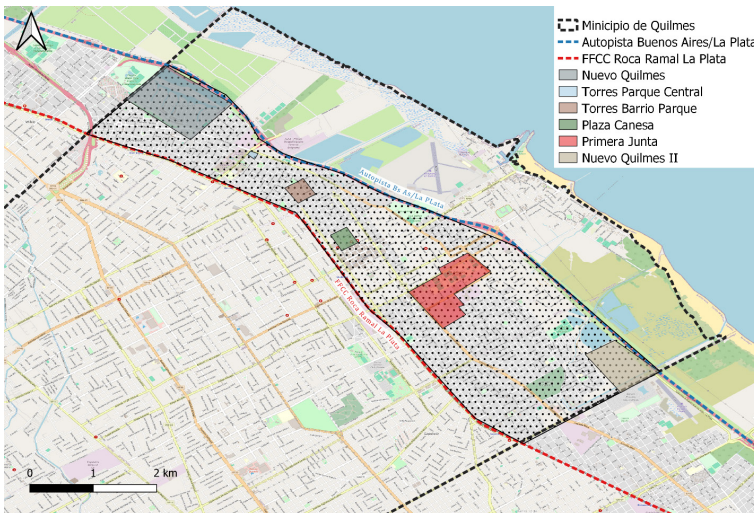 Minicipio de Quilmes
Autopista Buenos Aires/La Plata
FFCC Roca Ramal La Plata
Nuevo Quilmes
Torres Parque Central
Torres Barrio Parque
Plaza Canesa
Primera Junta
Nuevo Quilmes II
Autopista Bs As/La PLata
FFCC Roca Ramal La Plata
0 1 2 km